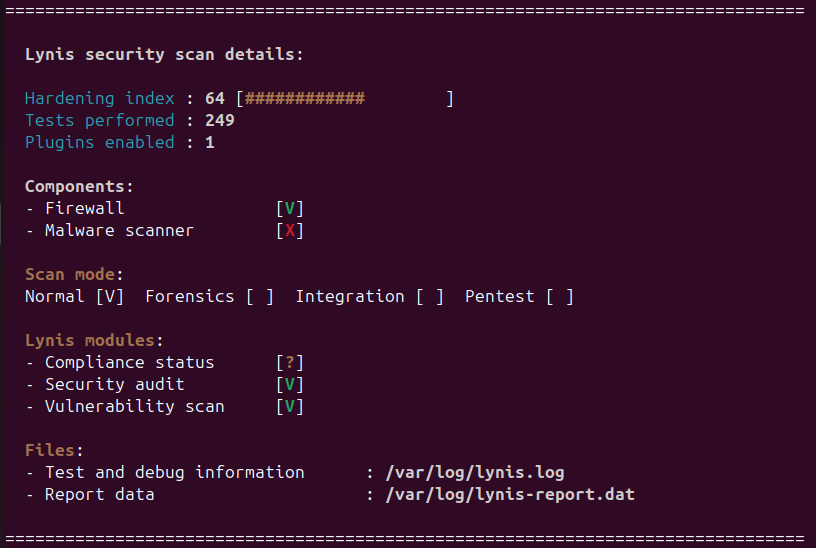 ================================================================================
Lynis security scan details:
Hardening index : 64 [############        ]
Tests performed : 249
Plugins enabled : 1
Components:
- Firewall               [V]
- Malware scanner        [X]
Scan mode:
Normal [V]  Forensics [ ]  Integration [ ]  Pentest [ ]
Lynis modules:
- Compliance status      [?]
- Security audit         [V]
- Vulnerability scan     [V]
Files:
- Test and debug information      : /var/log/lynis.log
- Report data                     : /var/log/lynis-report.dat
================================================================================